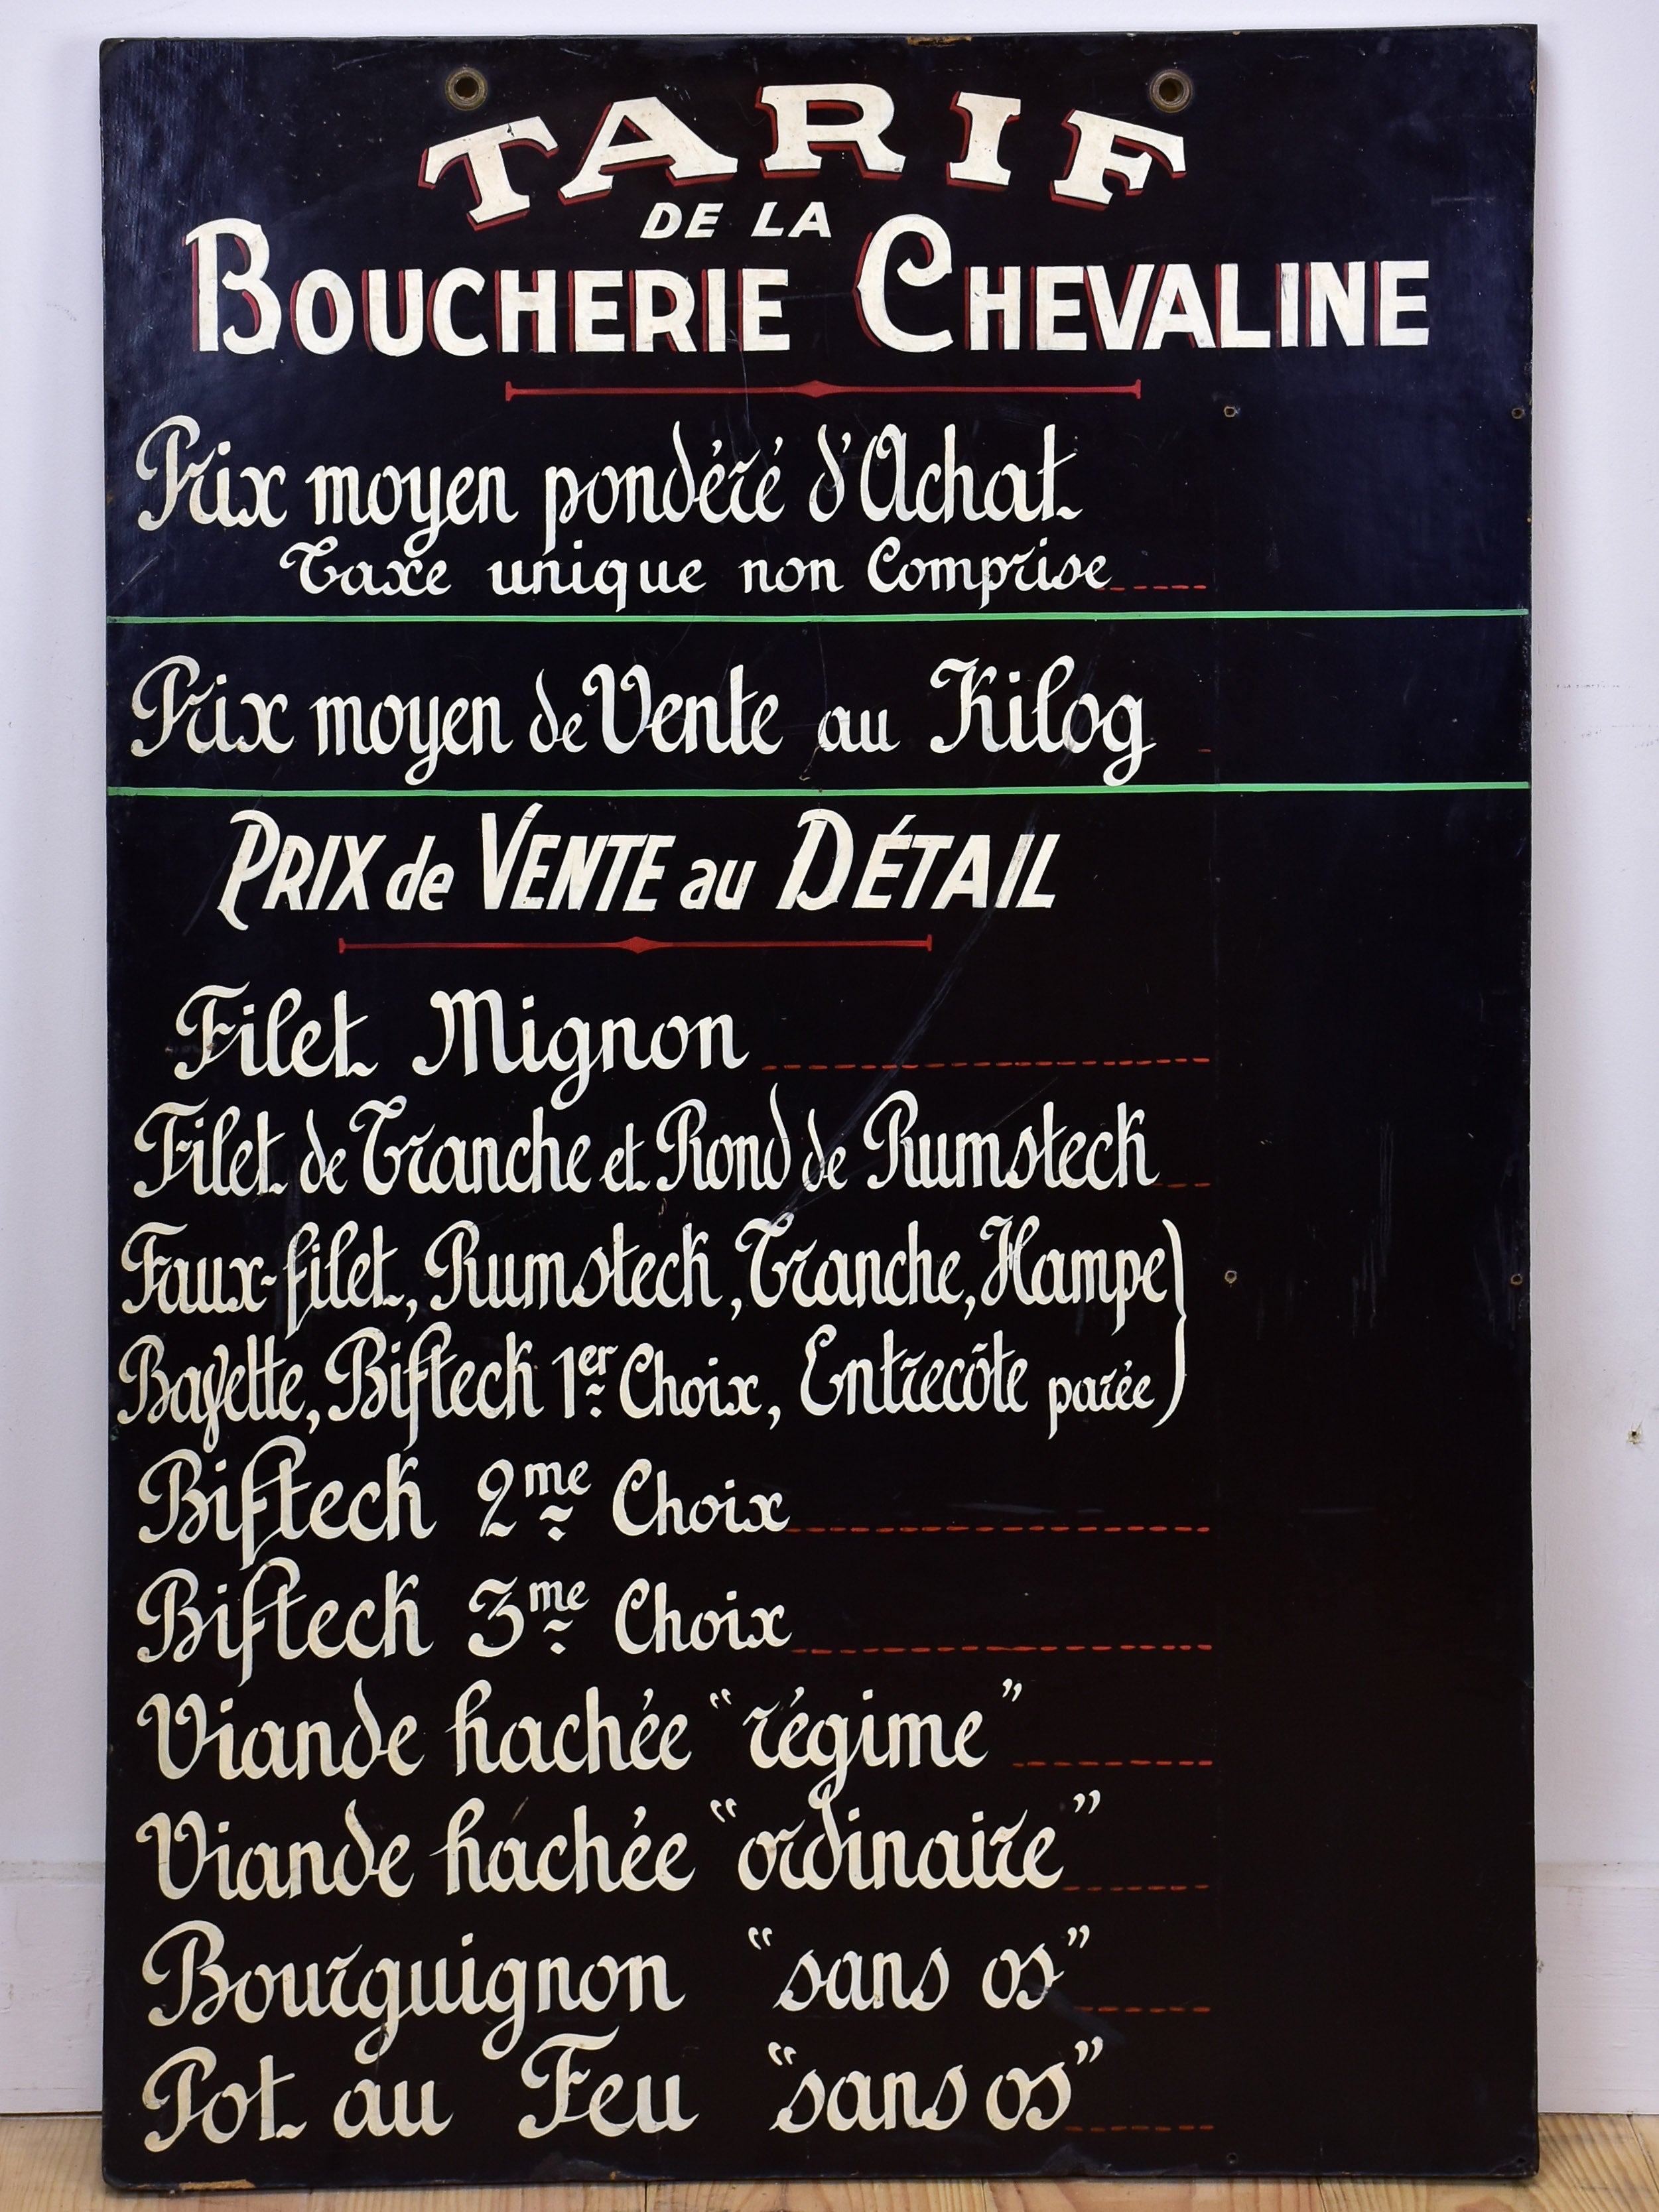 TARIF
DE LA
BOUCHERIE CHEVALINE
Prix moyen pondéré d'Achat
Taxe unique non Comprise
Prix moyen de Vente au Kilog
PRIX de VENTE au DÉTAIL
Filet Mignon
Filet de Tranche et Rond de Rumsteck
Faux-filet, Rumsteck, Tranche, Hampe
Bavette, Bifteck 1er Choix, Entrecôte parée
Bifteck 2me Choix
Bifteck 3me Choix
Viande hachée "régime"
Viande hachée "ordinaire"
Bourguignon "sans os"
Pot au Feu "sans os"